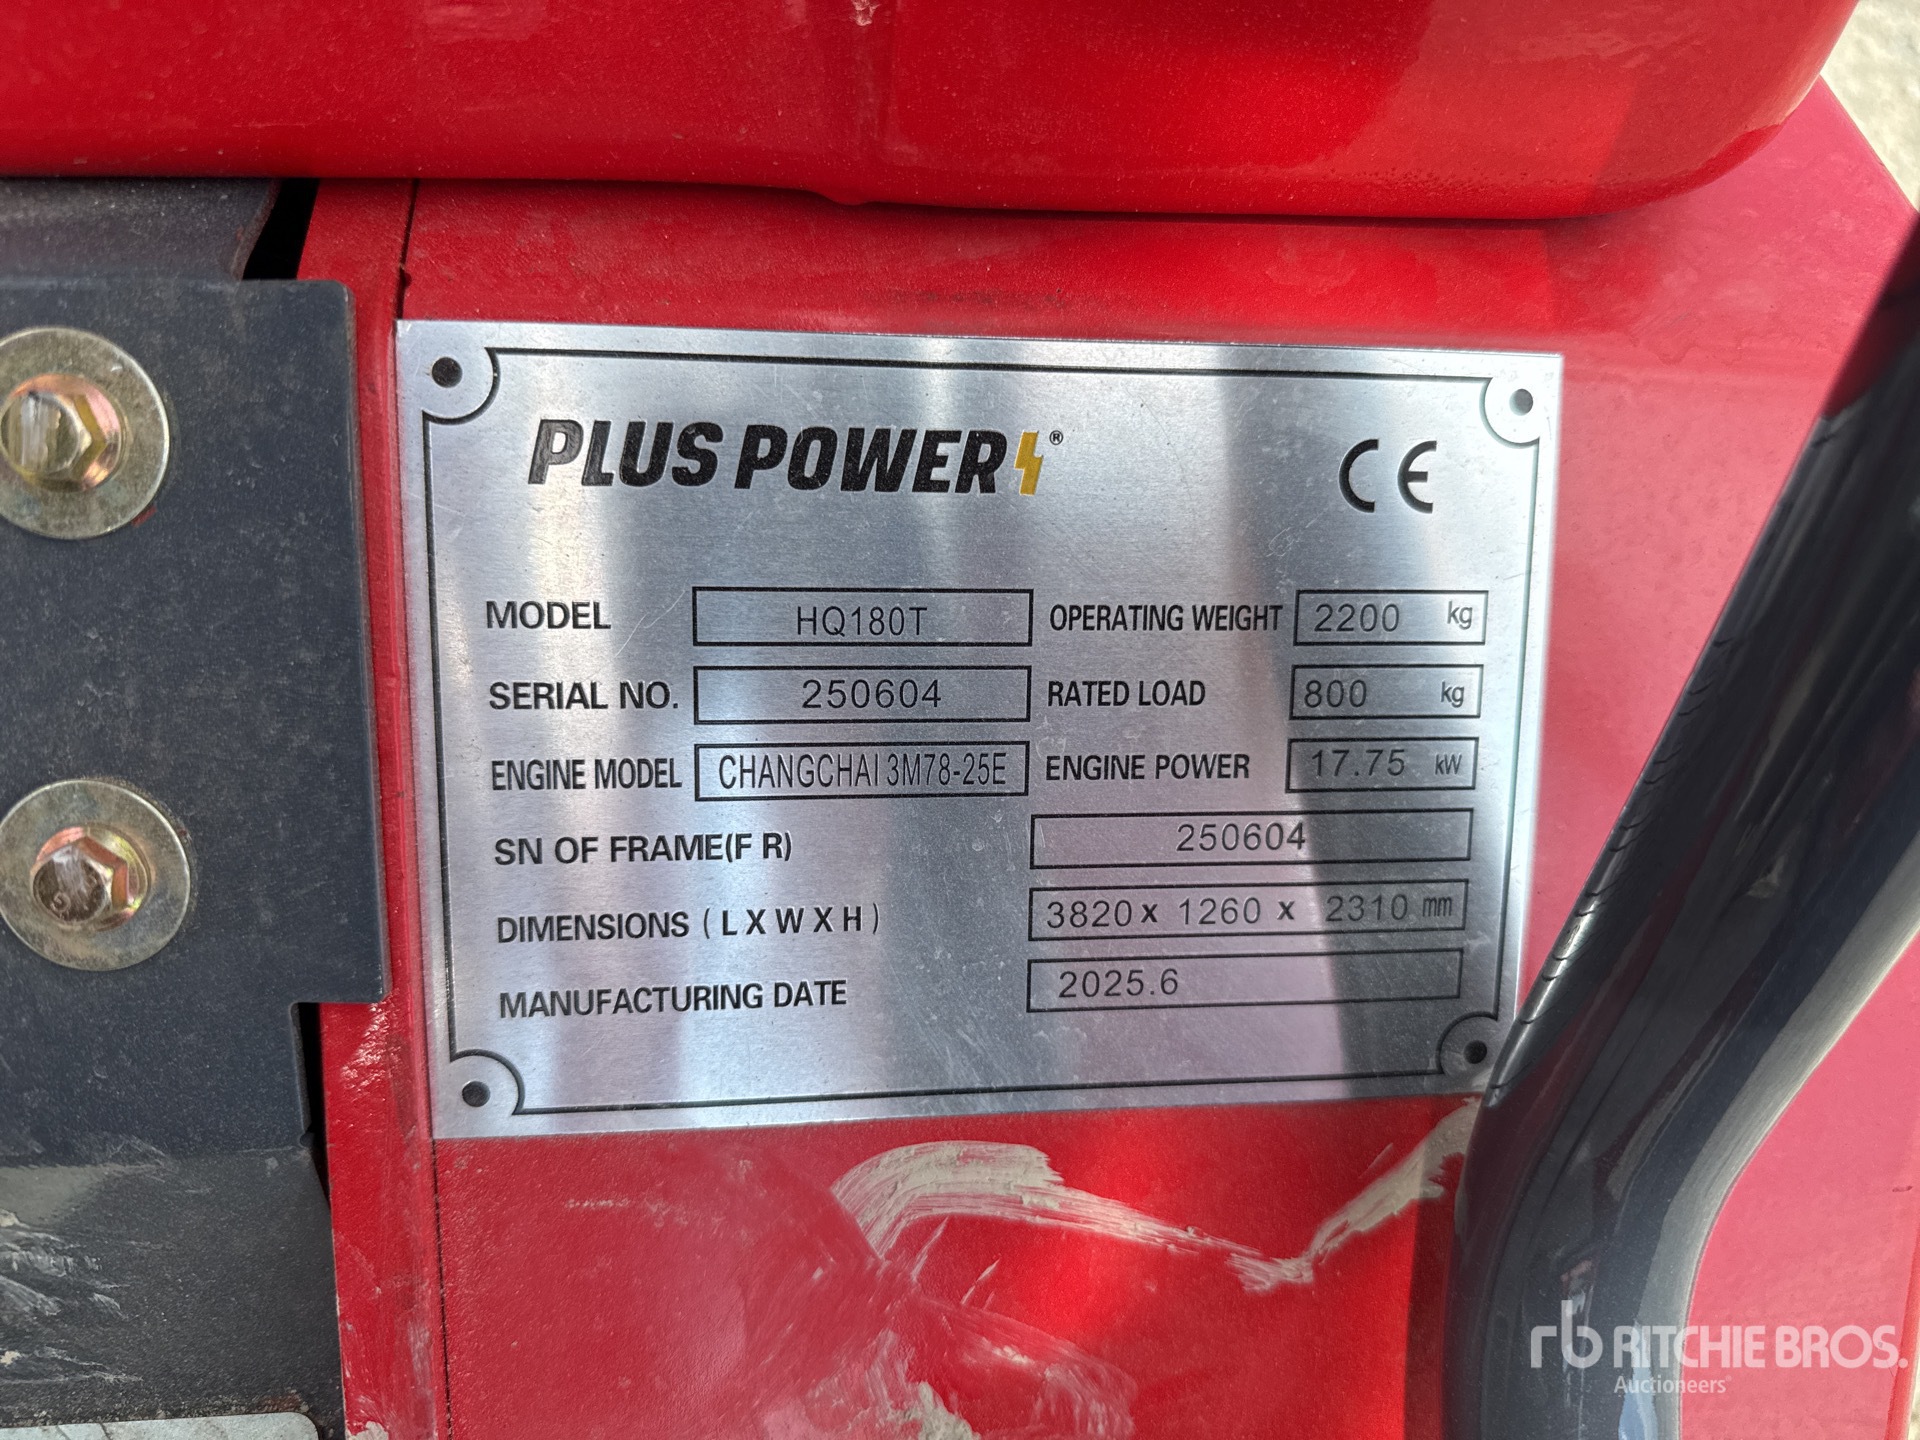 PLUS POWER ®
CE
MODEL HQ180T OPERATING WEIGHT 2200 kg
SERIAL NO. 250604 RATED LOAD 800 kg
ENGINE MODEL CHANGCHAI 3M78-25E ENGINE POWER 17.75 kW
SN OF FRAME(F R) 250604
DIMENSIONS ( L X W X H ) 3820 x 1260 x 2310 mm
MANUFACTURING DATE 2025.6
rb RITCHIE BROS.
Auctioneers